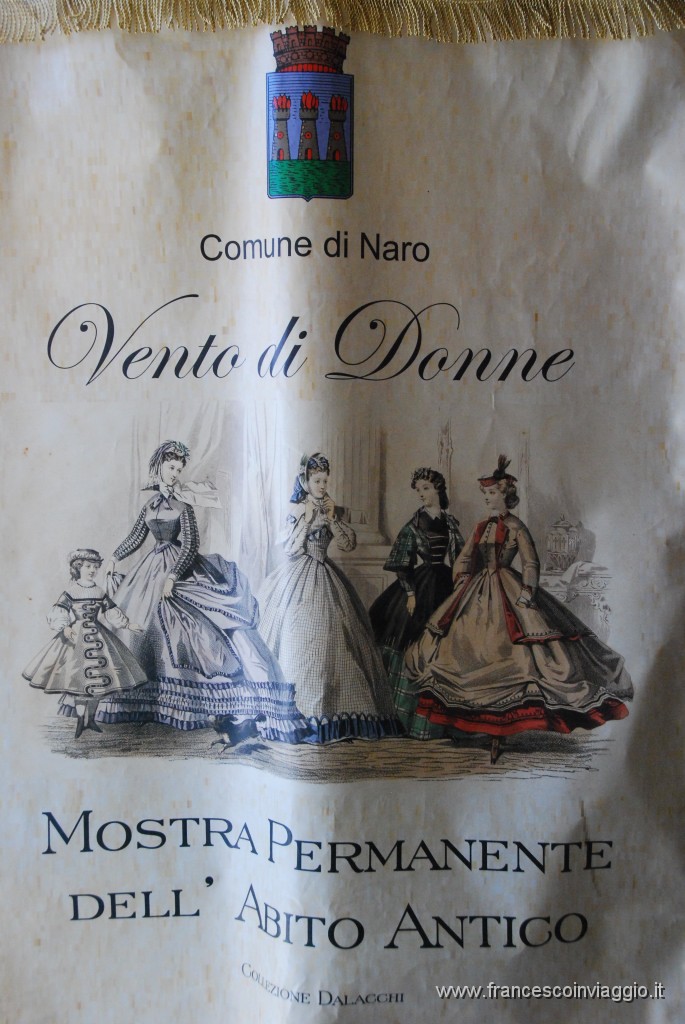 Comune di Naro
Vento di Donne
MOSTRA PERMANENTE
DELL' ABITO ANTICO
COLLEZIONE DALACCHI
www.francescoinviaggio.it